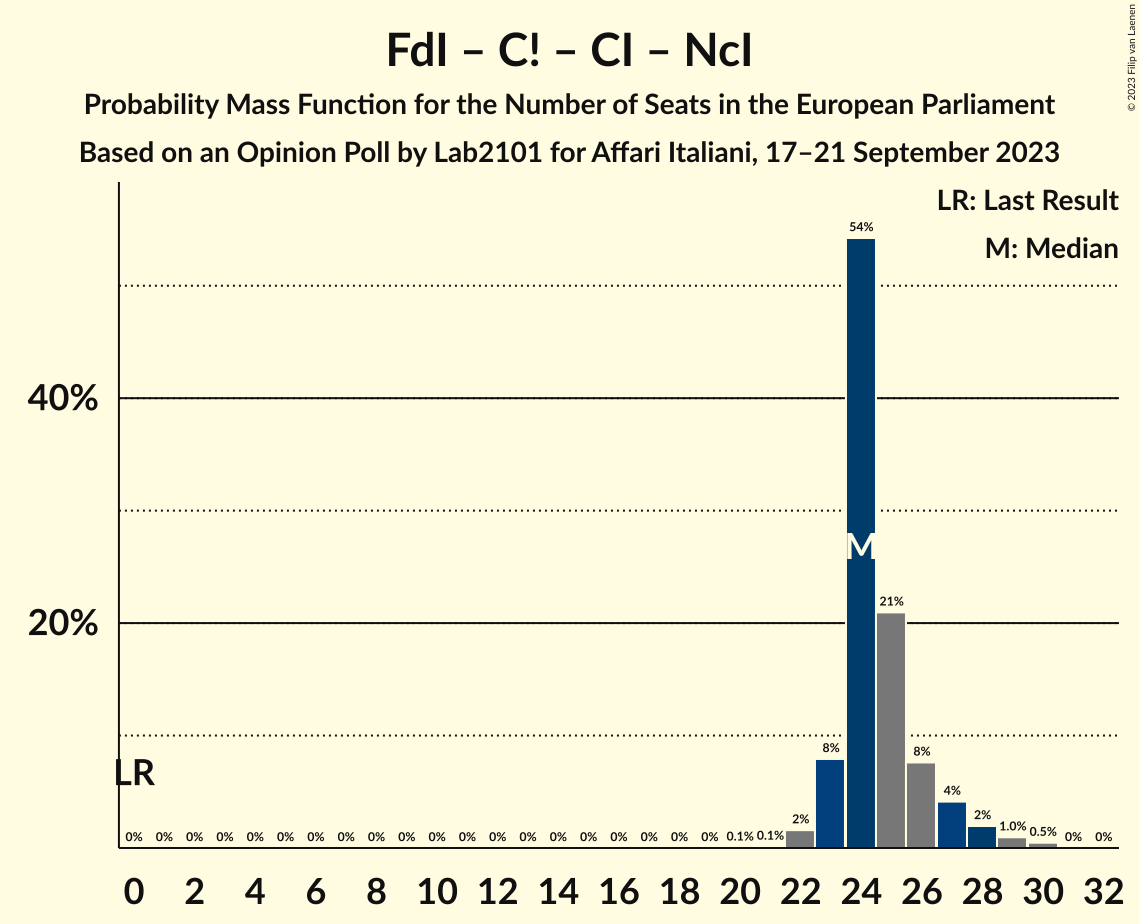 FdI – C! – CI – NcI
Probability Mass Function for the Number of Seats in the European Parliament
Based on an Opinion Poll by Lab2101 for Affari Italiani, 17–21 September 2023
© 2023 Filip van Laenen
LR: Last Result
M: Median
54%
40%
M
21%
20%
8% 8%
LR
4%
2% 2% 1.0% 0.5%
0% 0% 0% 0% 0% 0% 0% 0% 0% 0% 0% 0% 0% 0% 0% 0% 0% 0% 0% 0% 0.1% 0.1% 0% 0%
0 2 4 6 8 10 12 14 16 18 20 22 24 26 28 30 32